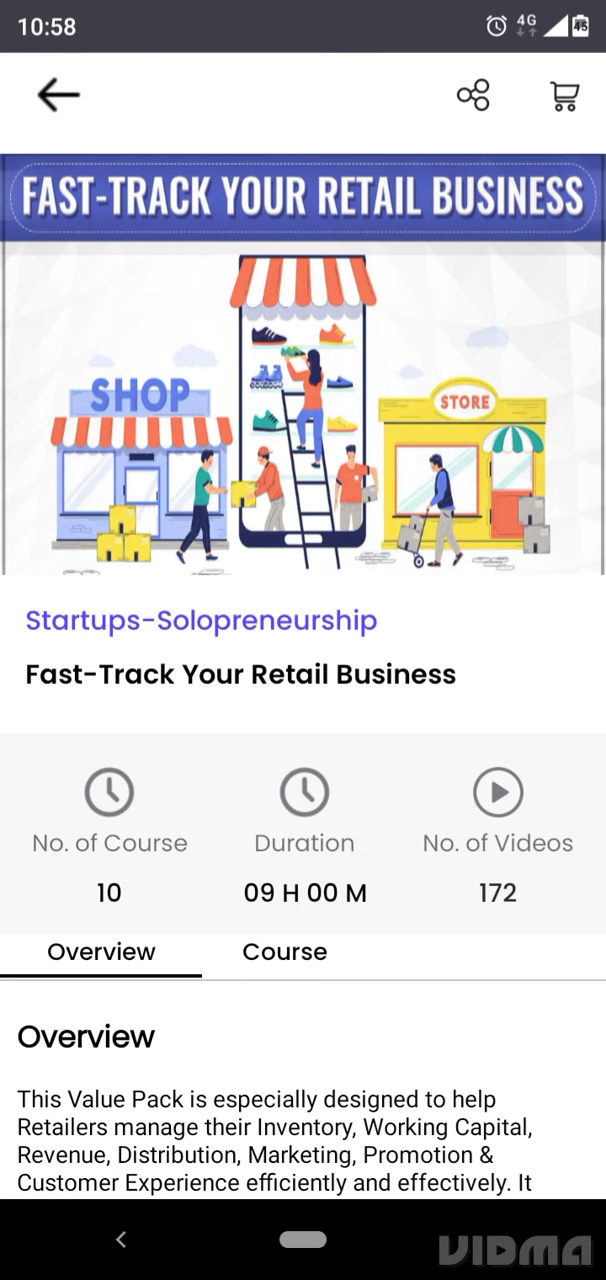 10:58
4G
45
FAST-TRACK YOUR RETAIL BUSINESS
SHOP
STORE
Startups-Solopreneurship
Fast-Track Your Retail Business
No. of Course
Duration
No. of Videos
10
09 H 00 M
172
Overview
Course
Overview
This Value Pack is especially designed to help
Retailers manage their Inventory, Working Capital,
Revenue, Distribution, Marketing, Promotion &
Customer Experience efficiently and effectively. It
VIDMA